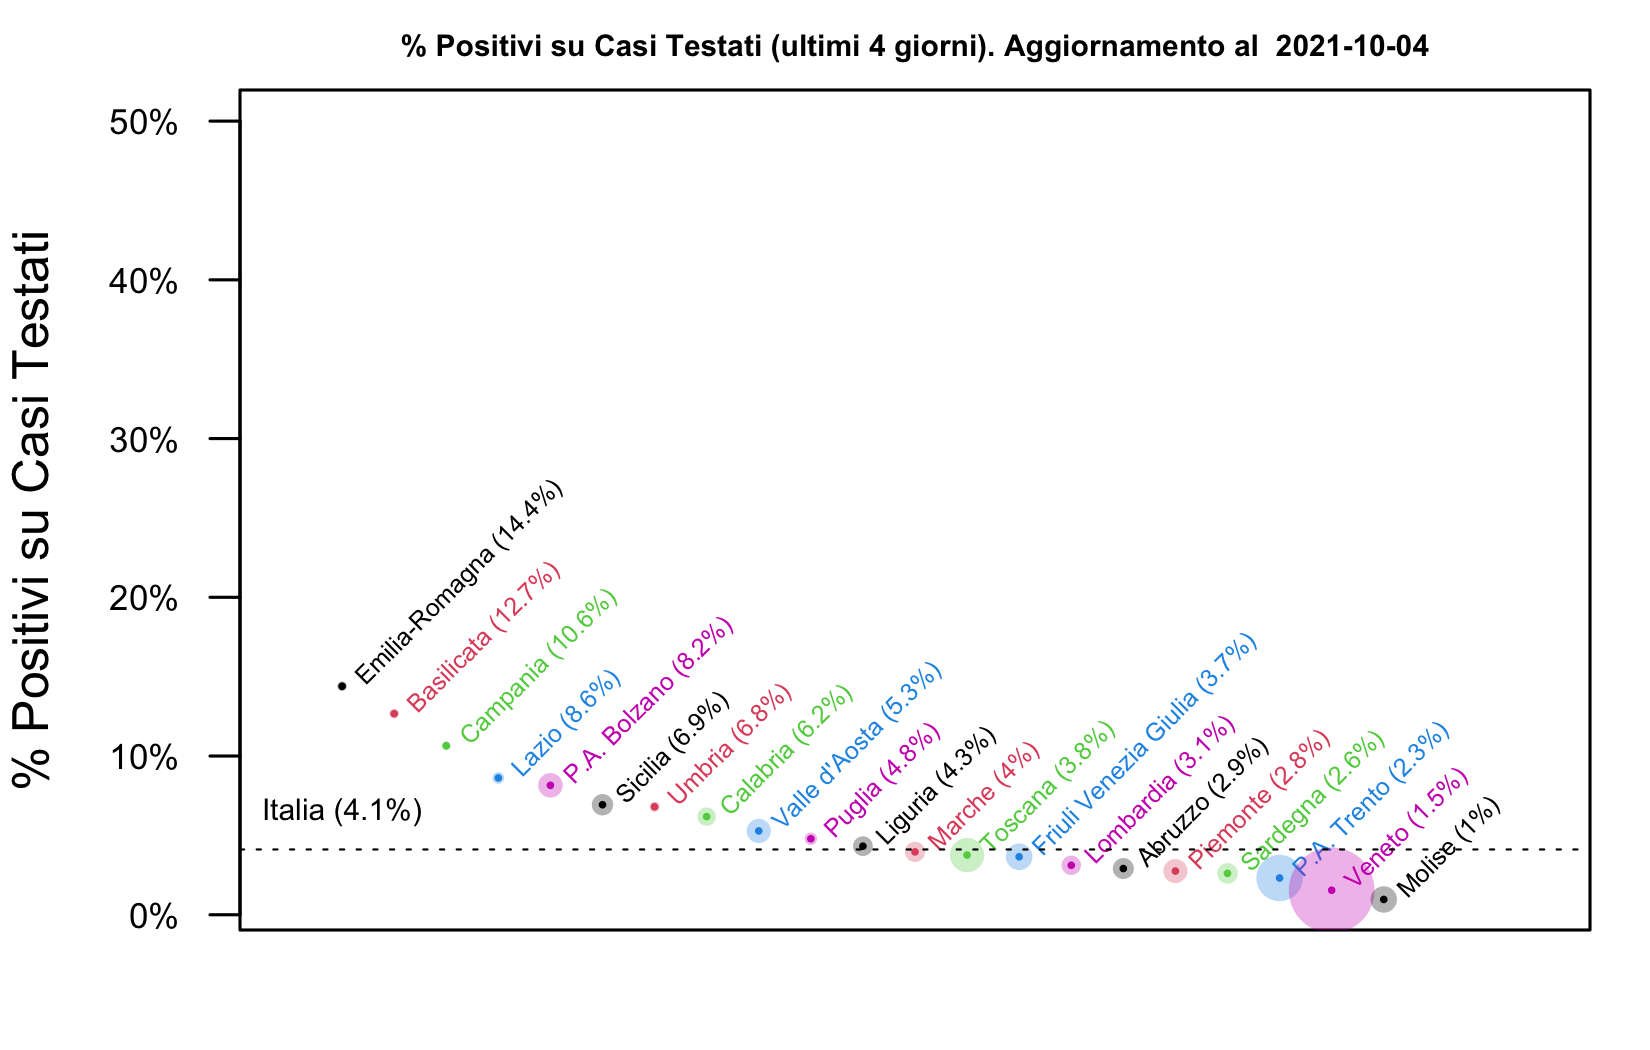 % Positivi su Casi Testati (ultimi 4 giorni). Aggiornamento al  2021-10-04
% Positivi su Casi Testati
50%
40%
30%
20%
10%
0%
Italia (4.1%)
Emilia-Romagna (14.4%)
Basilicata (12.7%)
Campania (10.6%)
Lazio (8.6%)
P.A. Bolzano (8.2%)
Sicilia (6.9%)
Umbria (6.8%)
Calabria (6.2%)
Valle d'Aosta (5.3%)
Puglia (4.8%)
Liguria (4.3%)
Marche (4%)
Toscana (3.8%)
Friuli Venezia Giulia (3.7%)
Lombardia (3.1%)
Abruzzo (2.9%)
Piemonte (2.8%)
Sardegna (2.6%)
P.A. Trento (2.3%)
Veneto (1.5%)
Molise (1%)